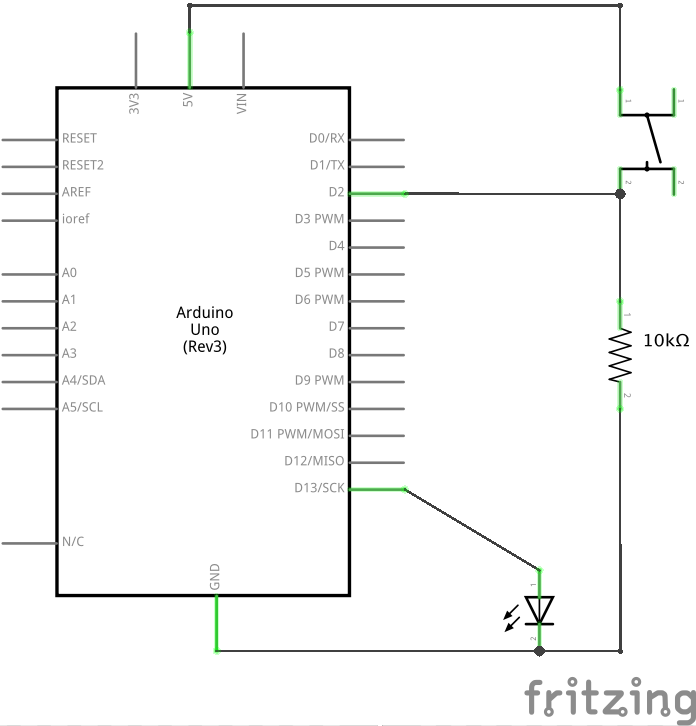 3V3
5V
VIN
1
1
RESET
D0/RX
RESET2
D1/TX
AREF
D2
2
2
ioref
D3 PWM
D4
A0
D5 PWM
A1
D6 PWM
Arduino
Uno
(Rev3)
1
10kΩ
A2
D7
A3
D8
A4/SDA
D9 PWM
2
A5/SCL
D10 PWM/SS
D11 PWM/MOSI
D12/MISO
D13/SCK
N/C
GND
1
2
fritzing